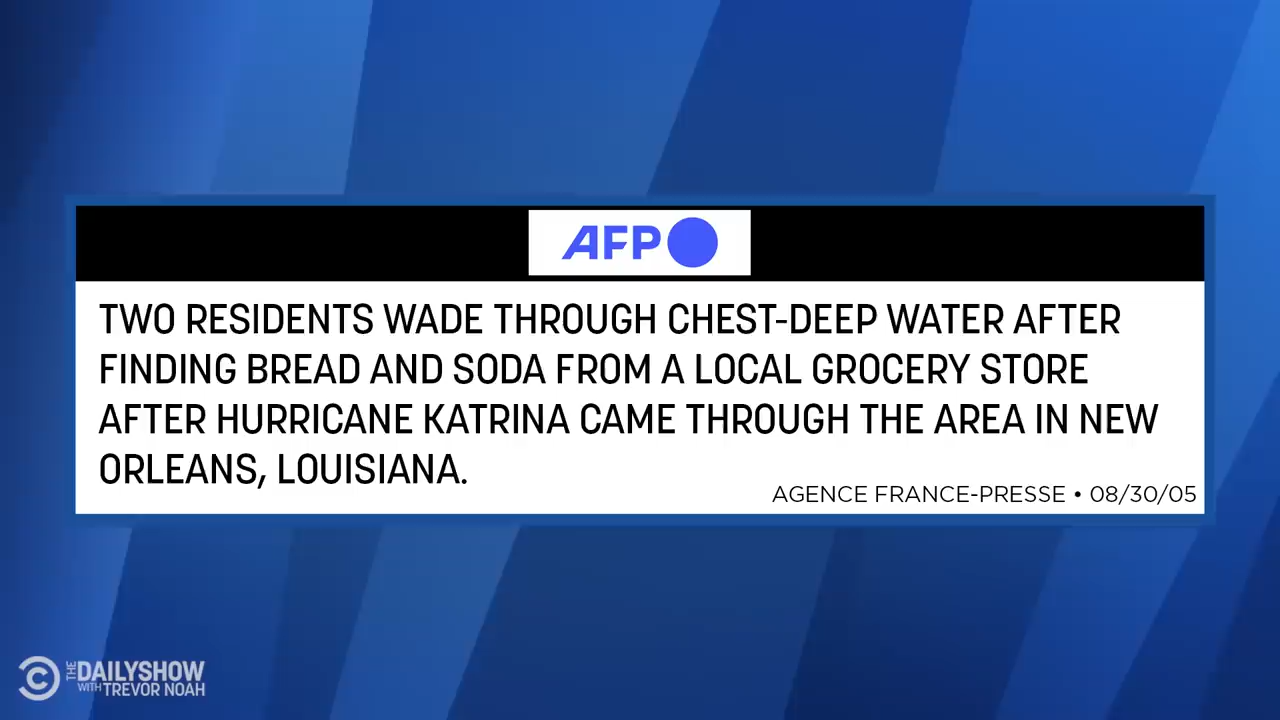 AFP
TWO RESIDENTS WADE THROUGH CHEST-DEEP WATER AFTER
FINDING BREAD AND SODA FROM A LOCAL GROCERY STORE
AFTER HURRICANE KATRINA CAME THROUGH THE AREA IN NEW
ORLEANS, LOUISIANA.
AGENCE FRANCE-PRESSE • 08/30/05
THE DAILYSHOW
WITH TREVOR NOAH